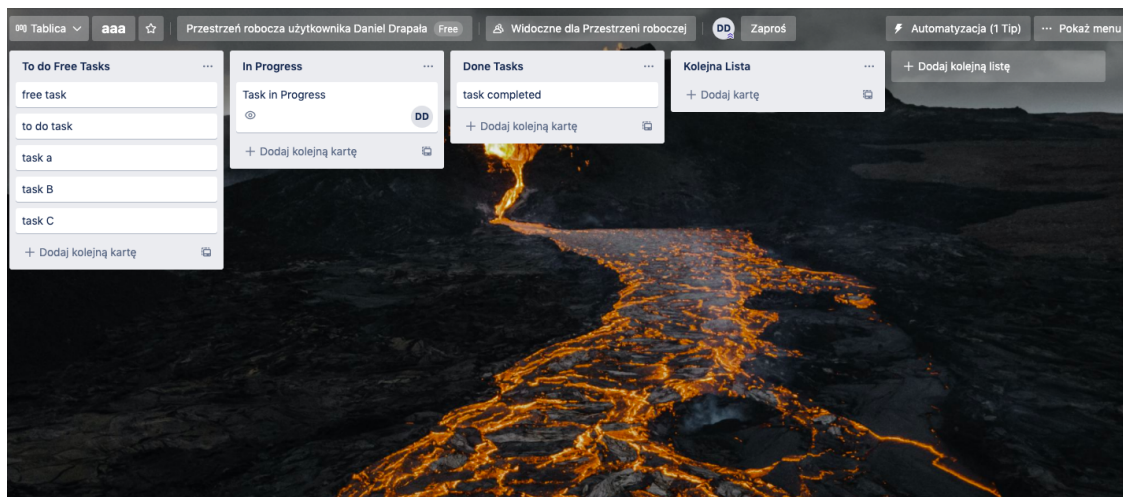 Tablica
aaa
Przestrzeń robocza użytkownika Daniel Drapała Free
Widoczne dla Przestrzeni roboczej
DD
Zaproś
Automatyzacja (1 Tip)
··· Pokaż menu
To do Free Tasks ···
free task
to do task
task a
task B
task C
+ Dodaj kolejną kartę
In Progress ···
Task in Progress
DD
+ Dodaj kolejną kartę
Done Tasks ···
task completed
+ Dodaj kolejną kartę
Kolejna Lista ···
+ Dodaj kartę
+ Dodaj kolejną listę